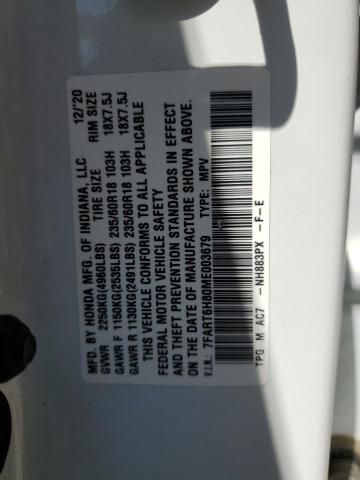 MFD. BY HONDA MFG. OF INDIANA, LLC 12/'20
TIRE SIZE RIM SIZE
GVWR 2250KG(4960LBS)
GAWR F 1150KG(2535LBS) 235/60R18 103H 18X7.5J
GAWR R 1130KG(2491LBS) 235/60R18 103H 18X7.5J
THIS VEHICLE CONFORMS TO ALL APPLICABLE
FEDERAL MOTOR VEHICLE SAFETY
AND THEFT PREVENTION STANDARDS IN EFFECT
ON THE DATE OF MANUFACTURE SHOWN ABOVE.
V.I.N.: 7FART6H80ME003679 TYPE: MPV
TPG M AC7 -NH883PX -F-E